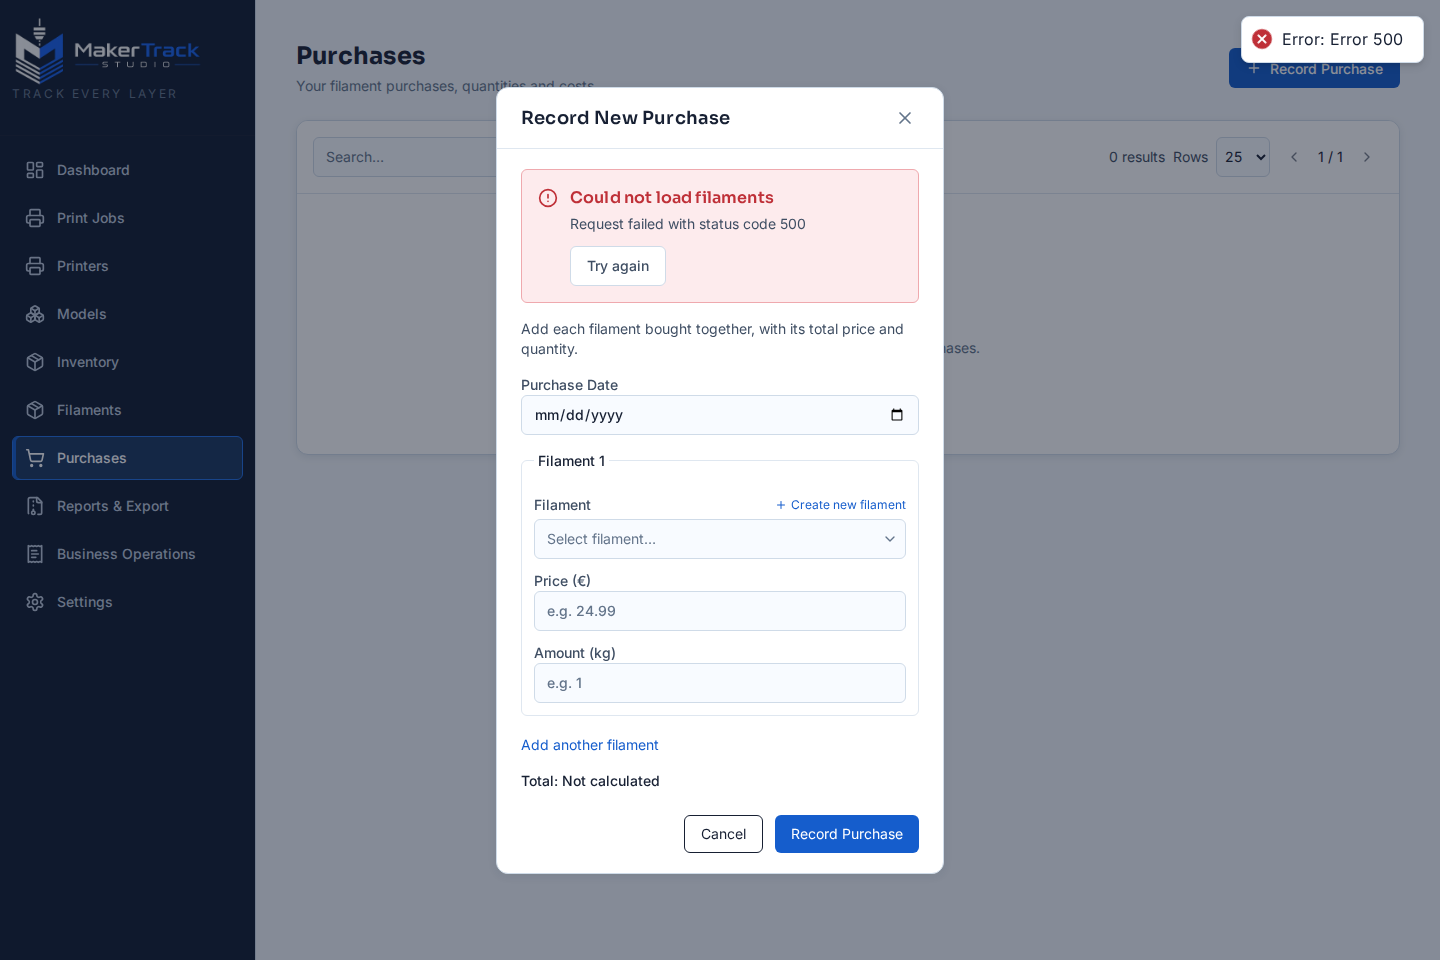 MakerTrack
STUDIO
TRACK EVERY LAYER
Dashboard
Print Jobs
Printers
Models
Inventory
Filaments
Purchases
Reports & Export
Business Operations
Settings
Purchases
Your filament purchases, quantities and costs.
Error: Error 500
Record Purchase
Search...
0 results Rows 25 1 / 1
Record New Purchase
Could not load filaments
Request failed with status code 500
Try again
Add each filament bought together, with its total price and
quantity.
Purchase Date
mm/dd/yyyy
Filament 1
Filament
Create new filament
Select filament...
Price (€)
e.g. 24.99
Amount (kg)
e.g. 1
Add another filament
Total: Not calculated
Cancel
Record Purchase